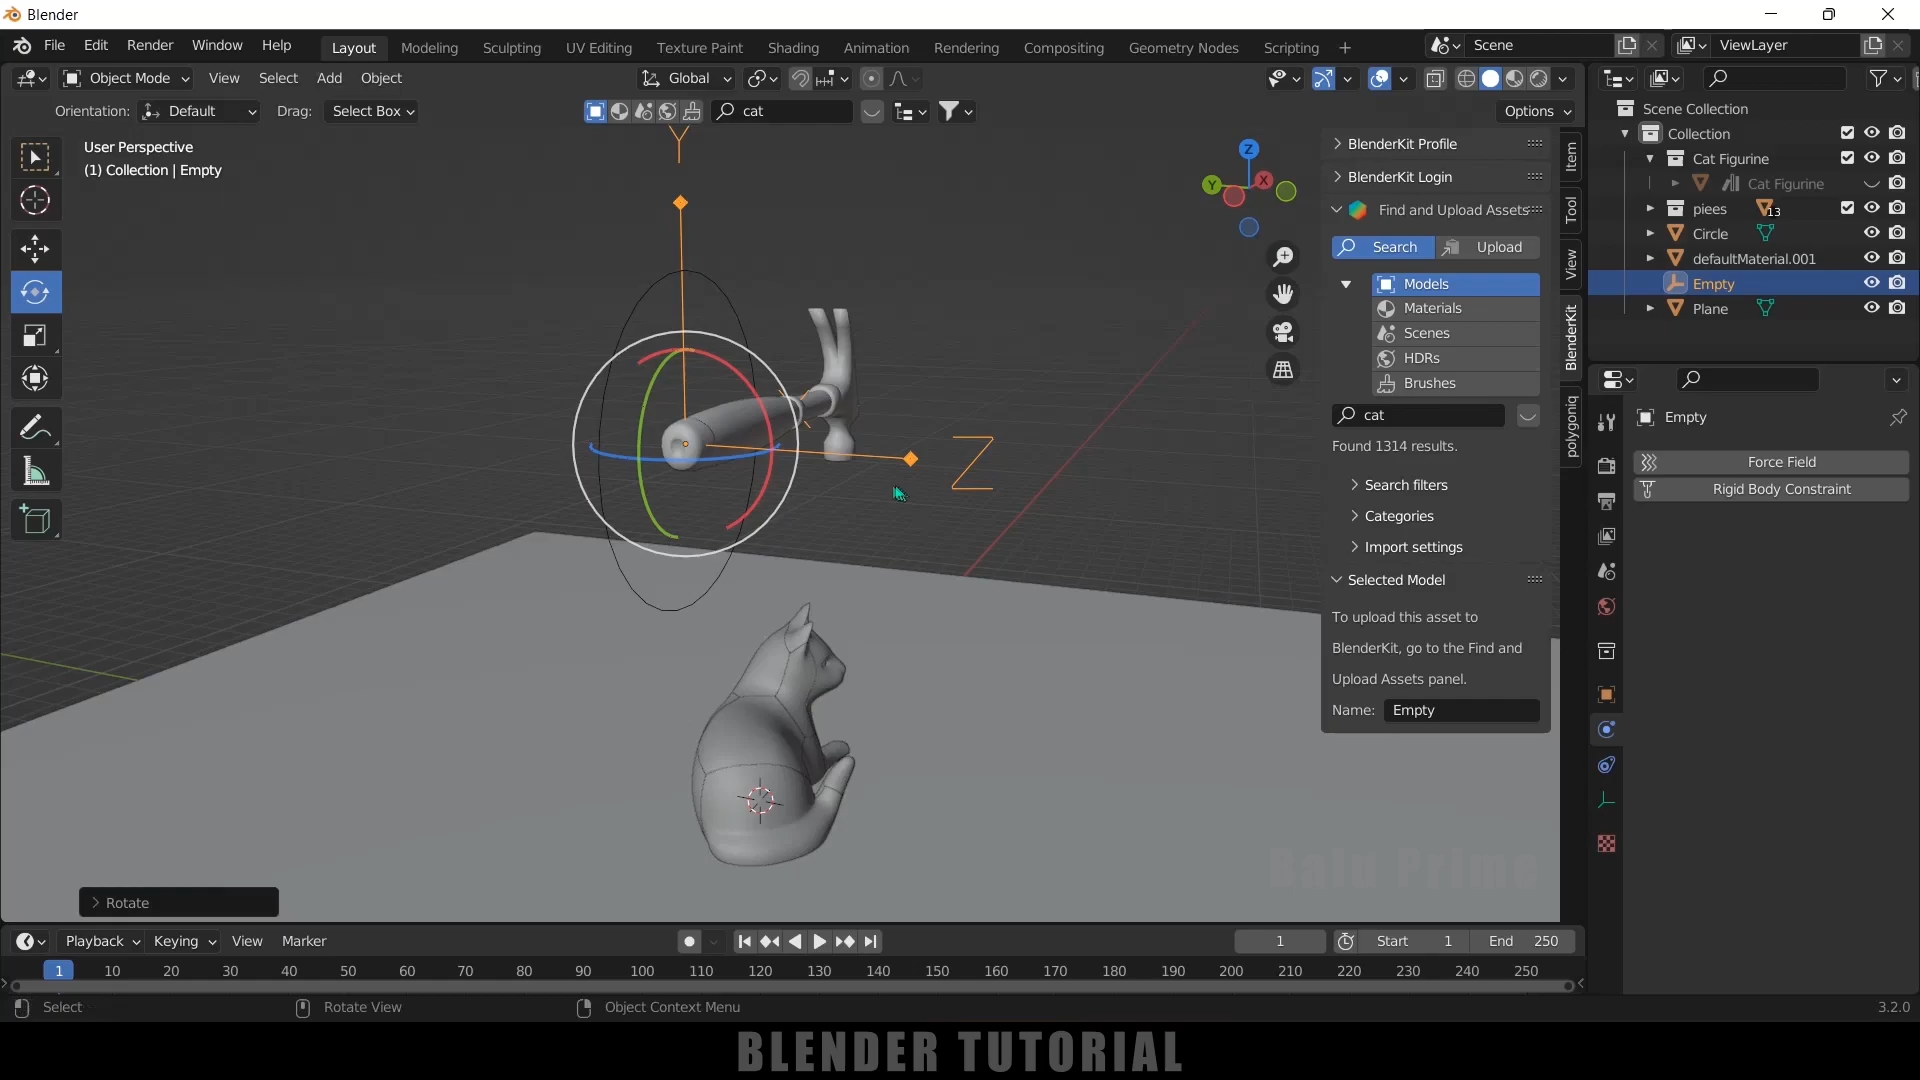 Blender
File Edit Render Window Help Layout Modeling Sculpting UV Editing Texture Paint Shading Animation Rendering Compositing Geometry Nodes Scripting + Scene ViewLayer
Object Mode View Select Add Object Global
Orientation: Default Drag: Select Box cat Options
User Perspective
(1) Collection | Empty
Y
Z
Z
Y
X
BlenderKit Profile
BlenderKit Login
Find and Upload Assets
Search Upload
Models
Materials
Scenes
HDRs
Brushes
cat
Found 1314 results.
Search filters
Categories
Import settings
Selected Model
To upload this asset to
BlenderKit, go to the Find and
Upload Assets panel.
Name: Empty
Item
Tool
View
BlenderKit
polygoniq
Scene Collection
Collection
Cat Figurine
Cat Figurine
piees 13
Circle
defaultMaterial.001
Empty
Plane
Empty
Force Field
Rigid Body Constraint
Balu Prime
Rotate
Playback Keying View Marker 1 Start 1 End 250
1 10 20 30 40 50 60 70 80 90 100 110 120 130 140 150 160 170 180 190 200 210 220 230 240 250
Select Rotate View Object Context Menu 3.2.0
BLENDER TUTORIAL